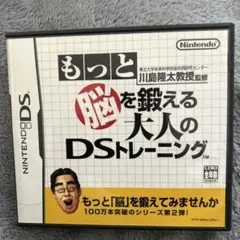 Nintendo
もっと
東北大学未来科学技術共同研究センター
川島隆太教授監修
脳を鍛える
大人の
DSトレーニング
TM
NINTENDO DS
もっと「脳」を鍛えてみませんか
100万本突破のシリーズ第2弾!